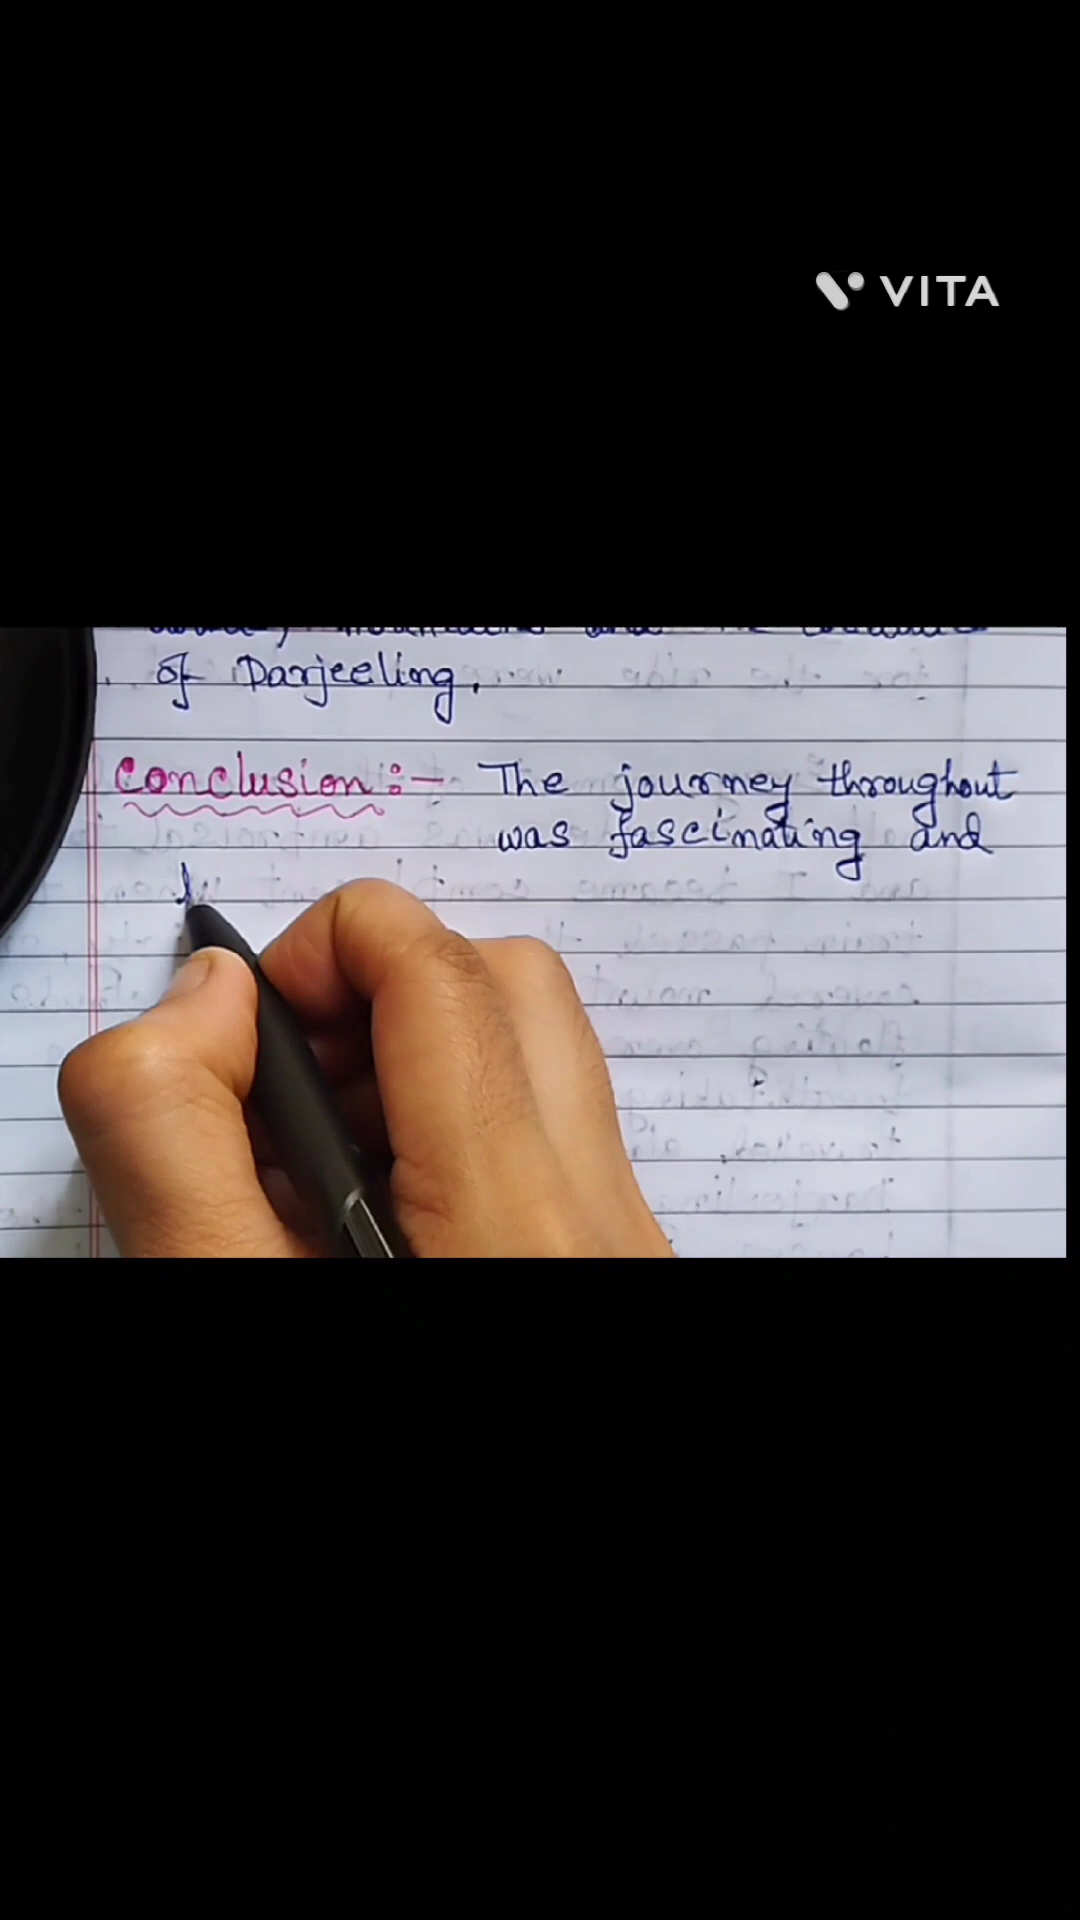 VITA
of Darjeeling.
Conclusion :- The journey throughout
was fascinating and